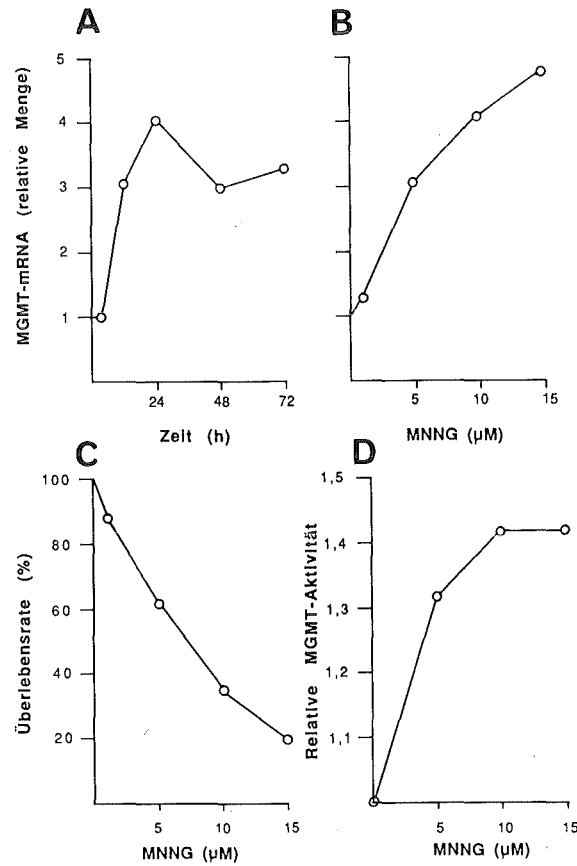 A
MGMT-mRNA (relative Menge)
5
4
3
2
1
24 48 72
Zeit (h)
B
5 10 15
MNNG (µM)
C
Überlebensrate (%)
100
80
60
40
20
5 10 15
MNNG (µM)
D
Relative MGMT-Aktivität
1,5
1,4
1,3
1,2
1,1
5 10 15
MNNG (µM)